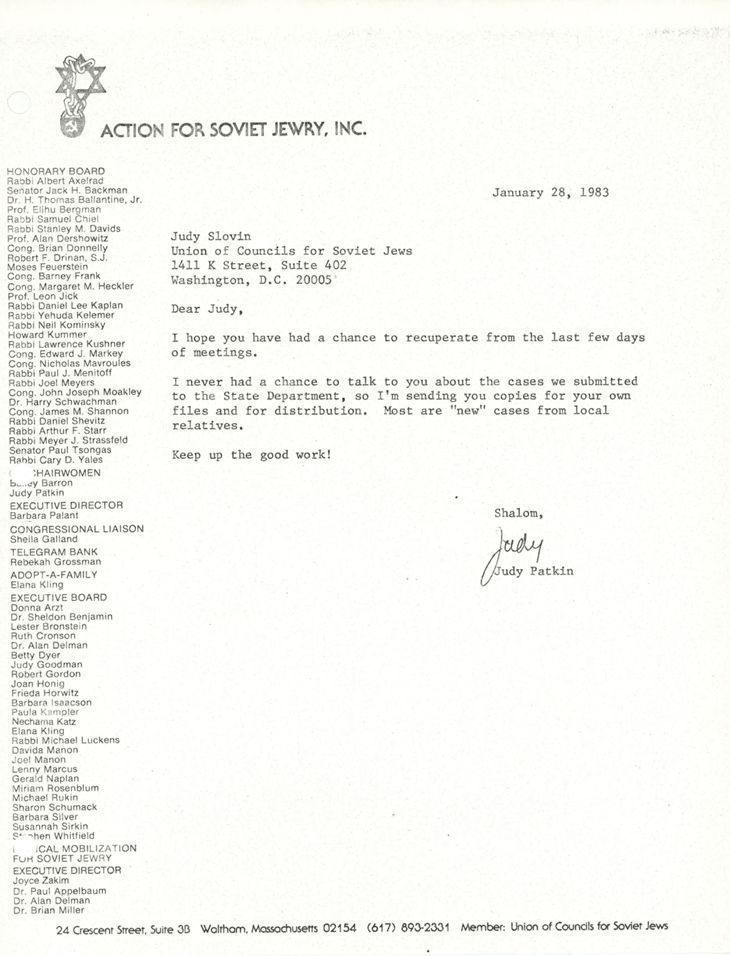 ACTION FOR SOVIET JEWRY, INC.
HONORARY BOARD
Rabbi Albert Axelrad
Senator Jack H. Backman
Dr. H. Thomas Ballantine, Jr.
Prof. Elihu Bergman
Rabbi Samuel Chiel
Rabbi Stanley M. Davids
Prof. Alan Dershowitz
Cong. Brian Donnelly
Robert F. Drinan, S.J.
Moses Feuerstein
Cong. Barney Frank
Cong. Margaret M. Heckler
Prof. Leon Jick
Rabbi Daniel Lee Kaplan
Rabbi Yehuda Kelemer
Rabbi Neil Kominsky
Howard Kummer
Rabbi Lawrence Kushner
Cong. Edward J. Markey
Cong. Nicholas Mavroules
Rabbi Paul J. Menitoff
Rabbi Joel Meyers
Cong. John Joseph Moakley
Dr. Harry Schwachman
Cong. James M. Shannon
Rabbi Daniel Shevitz
Rabbi Arthur F. Starr
Rabbi Meyer J. Strassfeld
Senator Paul Tsongas
Rabbi Cary D. Yales
HAIRWOMEN
Barron
Judy Patkin
EXECUTIVE DIRECTOR
Barbara Palant
CONGRESSIONAL LIAISON
Sheila Galland
TELEGRAM BANK
Rebekah Grossman
ADOPT-A-FAMILY
Elana Kling
EXECUTIVE BOARD
Donna Arzt
Dr. Sheldon Benjamin
Lester Bronstein
Ruth Cronson
Dr. Alan Delman
Betty Dyer
Judy Goodman
Robert Gordon
Joan Honig
Frieda Horwitz
Barbara Isaacson
Paula Kampler
Nechama Katz
Elana Kling
Rabbi Michael Luckens
Davida Manon
Joel Manon
Lenny Marcus
Gerald Naplan
Miriam Rosenblum
Michael Rukin
Sharon Schumack
Barbara Silver
Susannah Sirkin
Stephen Whitfield
ICAL MOBILIZATION
FOR SOVIET JEWRY
EXECUTIVE DIRECTOR
Joyce Zakim
Dr. Paul Appelbaum
Dr. Alan Delman
Dr. Brian Miller
January 28, 1983
Judy Slovin
Union of Councils for Soviet Jews
1411 K Street, Suite 402
Washington, D.C. 20005
Dear Judy,
I hope you have had a chance to recuperate from the last few days
of meetings.
I never had a chance to talk to you about the cases we submitted
to the State Department, so I'm sending you copies for your own
files and for distribution. Most are "new" cases from local
relatives.
Keep up the good work!
Shalom,
Judy
Judy Patkin
24 Crescent Street, Suite 3B Waltham, Massachusetts 02154 (617) 893-2331 Member: Union of Councils for Soviet Jews